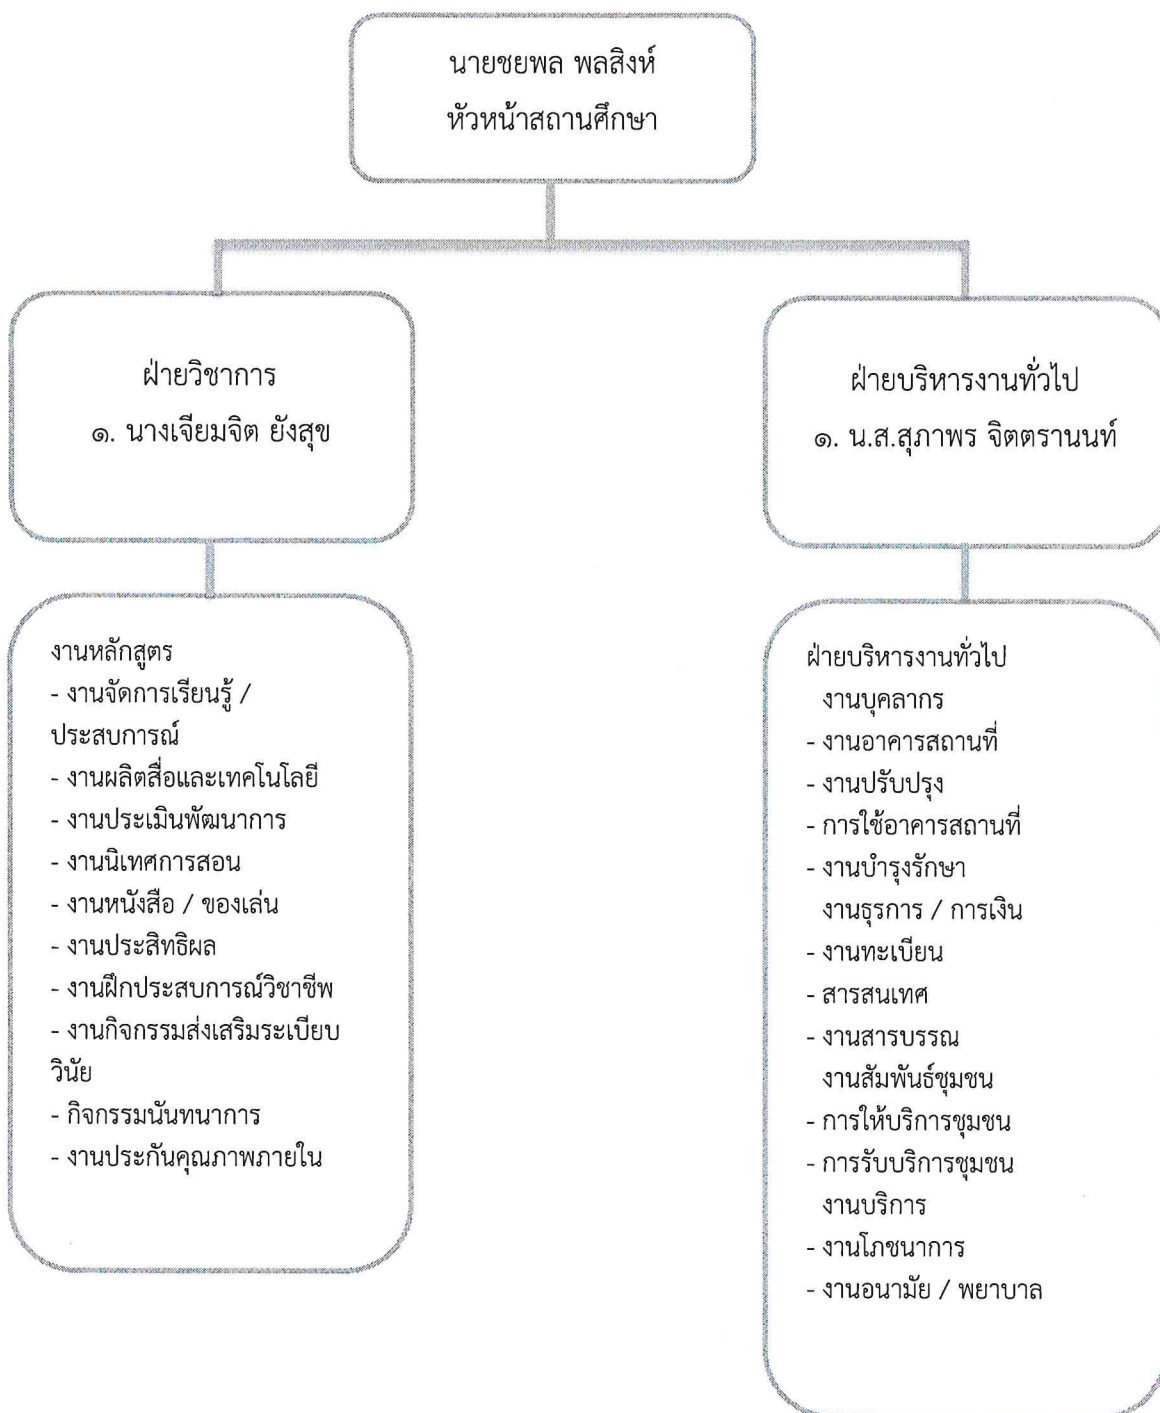 นายชยพล พลสิงห์
หัวหน้าสถานศึกษา
ฝ่ายวิชาการ
๑. นางเจียมจิต ยังสุข
งานหลักสูตร
- งานจัดการเรียนรู้ /
ประสบการณ์
- งานผลิตสื่อและเทคโนโลยี
- งานประเมินพัฒนาการ
- งานนิเทศการสอน
- งานหนังสือ / ของเล่น
- งานประสิทธิผล
- งานฝึกประสบการณ์วิชาชีพ
- งานกิจกรรมส่งเสริมระเบียบ
วินัย
- กิจกรรมนันทนาการ
- งานประกันคุณภาพภายใน
ฝ่ายบริหารงานทั่วไป
๑. น.ส.สุภาพร จิตตรานนท์
ฝ่ายบริหารงานทั่วไป
งานบุคลากร
- งานอาคารสถานที่
- งานปรับปรุง
- การใช้อาคารสถานที่
- งานบำรุงรักษา
งานธุรการ / การเงิน
- งานทะเบียน
- สารสนเทศ
- งานสารบรรณ
งานสัมพันธ์ชุมชน
- การให้บริการชุมชน
- การรับบริการชุมชน
งานบริการ
- งานโภชนาการ
- งานอนามัย / พยาบาล